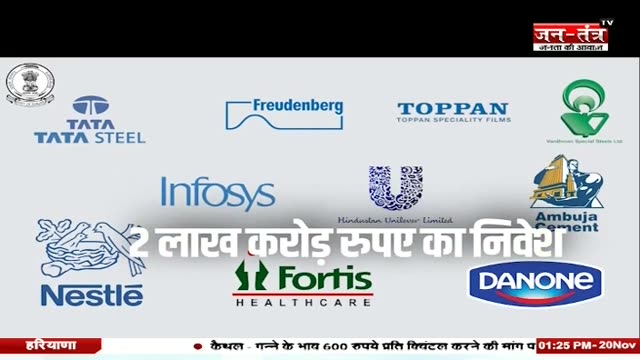 जन-तंत्र TV
जनता की आवाज़
TATA
TATA STEEL
Freudenberg
TOPPAN
TOPPAN SPECIALITY FILMS
Vardhman Special Steels Ltd
Infosys
Hindustan Unilever Limited
Ambuja
Cement
2 लाख करोड़ रुपए का निवेश
Nestlé
Fortis
HEALTHCARE
DANONE
हरियाणा
कैथल - गन्ने के भाव 600 रुपये प्रति क्विंटल करने की मांग प
01:25 PM-20Nov